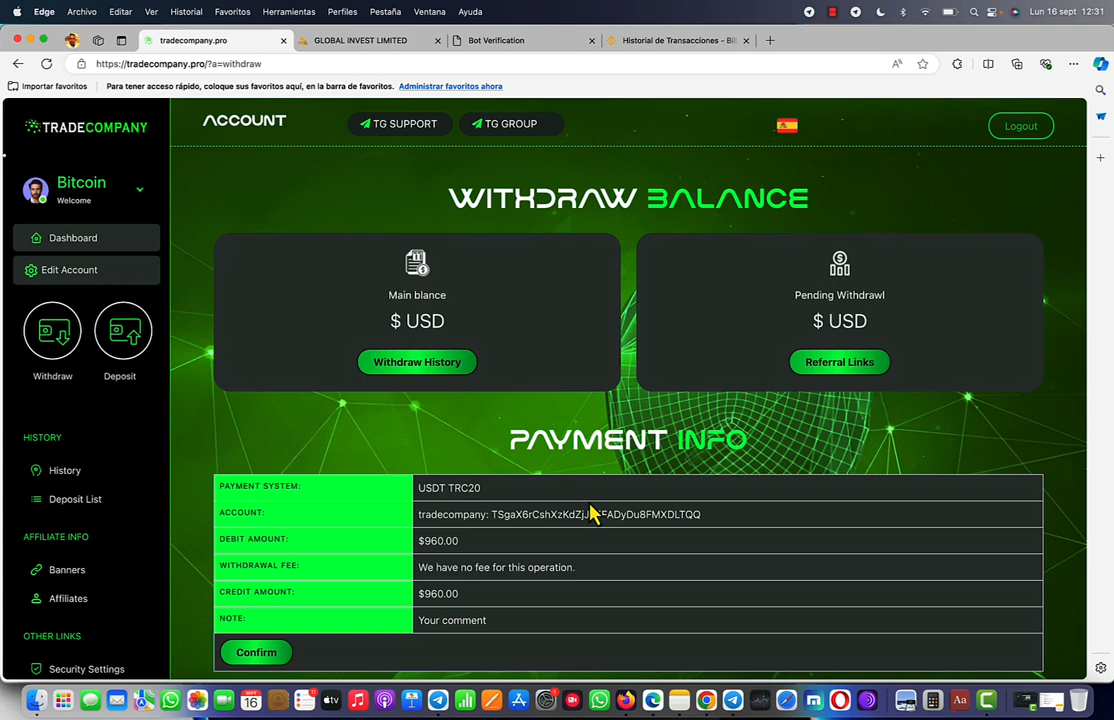 Edge Archivo Editar Ver Historial Favoritos Herramientas Perfiles Pestaña Ventana Ayuda Lun 16 sept 12:31
tradecompany.pro GLOBAL INVEST LIMITED Bot Verification Historial de Transacciones - Bil
https://tradecompany.pro/?a=withdraw
Importar favoritos Para tener acceso rápido, coloque sus favoritos aquí, en la barra de favoritos. Administrar favoritos ahora
TRADECOMPANY
ACCOUNT TG SUPPORT TG GROUP Logout
Bitcoin
Welcome
Dashboard
Edit Account
Withdraw Deposit
HISTORY
History
Deposit List
AFFILIATE INFO
Banners
Affiliates
OTHER LINKS
Security Settings
WITHDRAW BALANCE
Main blance
$ USD
Withdraw History
Pending Withdrawl
$ USD
Referral Links
PAYMENT INFO
PAYMENT SYSTEM: USDT TRC20
ACCOUNT: tradecompany:
DEBIT AMOUNT: $960.00
WITHDRAWAL FEE: We have no fee for this operation.
CREDIT AMOUNT: $960.00
NOTE: Your comment
Confirm
SEPT
16
11
Aa